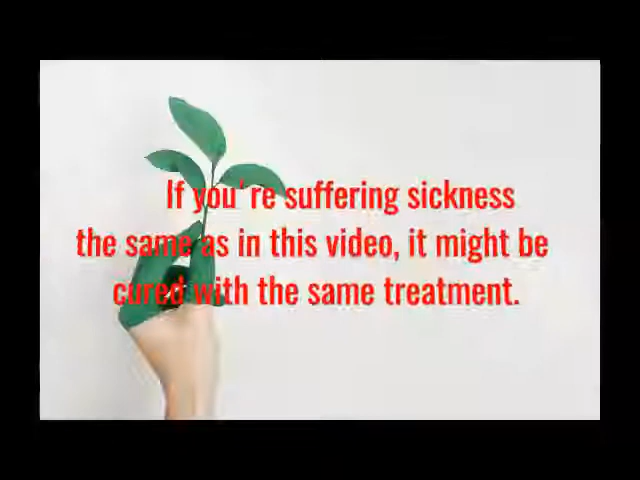 If you're suffering sickness
the same as in this video, it might be
cured with the same treatment.